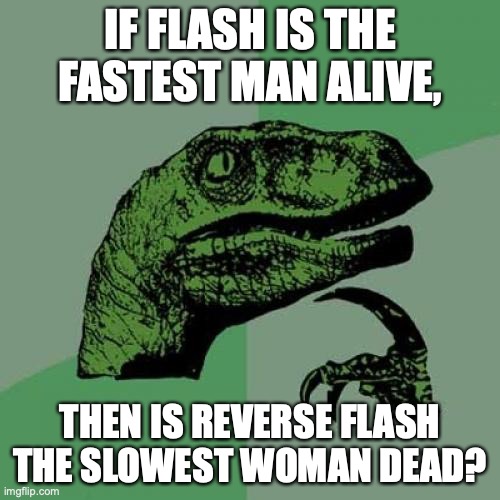 IF FLASH IS THE
FASTEST MAN ALIVE,
THEN IS REVERSE FLASH
THE SLOWEST WOMAN DEAD?
imgflip.com